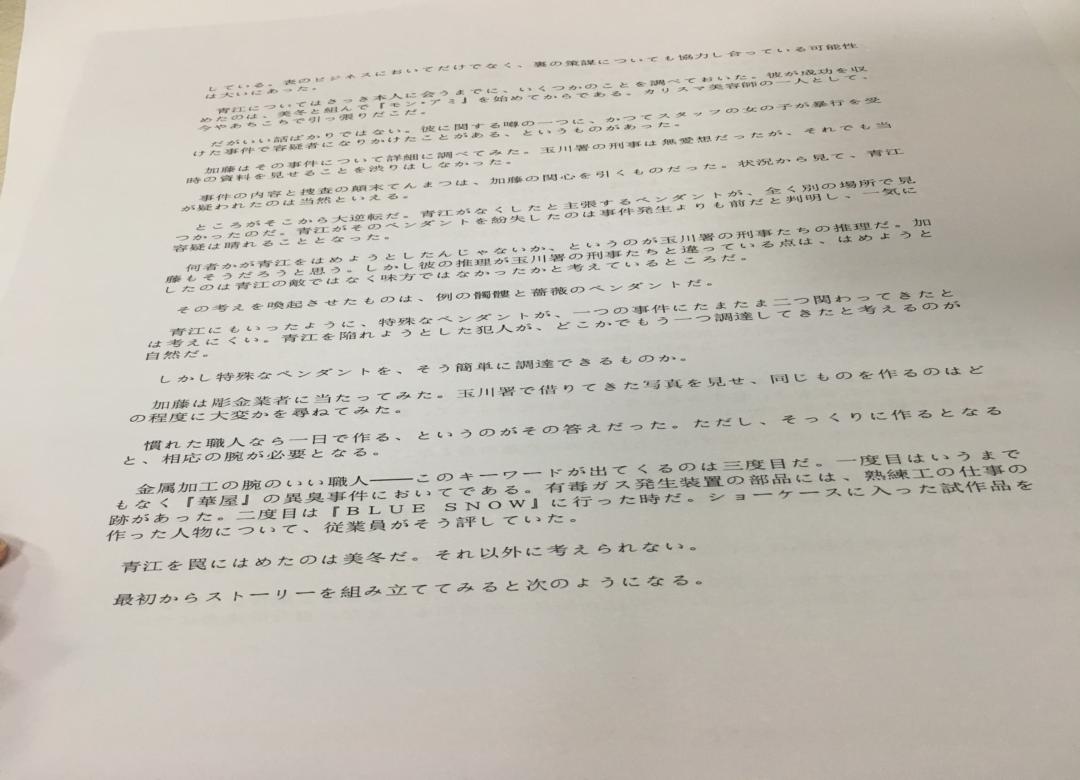 している。表のビジネスにおいてだけでなく、裏の策謀についても協力し合っている可能性
は大いにあった。
青江についてはさっき本人に会うまでに、いくつかのことを調べておいた。彼が成功を収
めたのは、美冬と組んで『モン・アミ』を始めてからである。カリスマ美容師の一人として、
今やあちこちで引っ張りだこだ。
だがいい話ばかりではない。彼に関する噂の一つに、かつてスタッフの女の子が暴行を受
けた事件で容疑者になりかけたことがある、というものがあった。
加藤はその事件について詳細に調べてみた。玉川署の刑事は無愛想だったが、それでも当
時の資料を見せることを渋りはしなかった。
事件の内容と捜査の顛末てんまつは、加藤の関心を引くものだった。状況から見て、青江
が疑われたのは当然といえる。
ところがそこから大逆転だ。青江がなくしたと主張するペンダントが、全く別の場所で見
つかったのだ。青江がそのペンダントを紛失したのは事件発生よりも前だと判明し、一気に
容疑は晴れることとなった。
何者かが青江をはめようとしたんじゃないか、というのが玉川署の刑事たちの推理だ。加
藤もそうだろうと思う。しかし彼の推理が玉川署の刑事たちと違っている点は、はめようと
したのは青江の敵ではなく味方ではなかったかと考えているところだ。
その考えを喚起させたものは、例の髑髏と薔薇のペンダントだ。
青江にもいったように、特殊なペンダントが、一つの事件にたまたま二つ関わってきたと
は考えにくい。青江を陥れようとした犯人が、どこかでもう一つ調達してきたと考えるのが
自然だ。
しかし特殊なペンダントを、そう簡単に調達できるものか。
加藤は彫金業者に当たってみた。玉川署で借りてきた写真を見せ、同じものを作るのはど
の程度に大変かを尋ねてみた。
慣れた職人なら一日で作る、というのがその答えだった。ただし、そっくりに作るとなる
と、相応の腕が必要となる。
金属加工の腕のいい職人――このキーワードが出てくるのは三度目だ。一度目はいうまで
もなく『華屋』の異臭事件においてである。有毒ガス発生装置の部品には、熟練工の仕事の
跡があった。二度目は『ＢＬＵＥ ＳＮＯＷ』に行った時だ。ショーケースに入った試作品を
作った人物について、従業員がそう評していた。
青江を罠にはめたのは美冬だ。それ以外に考えられない。
最初からストーリーを組み立ててみると次のようになる。